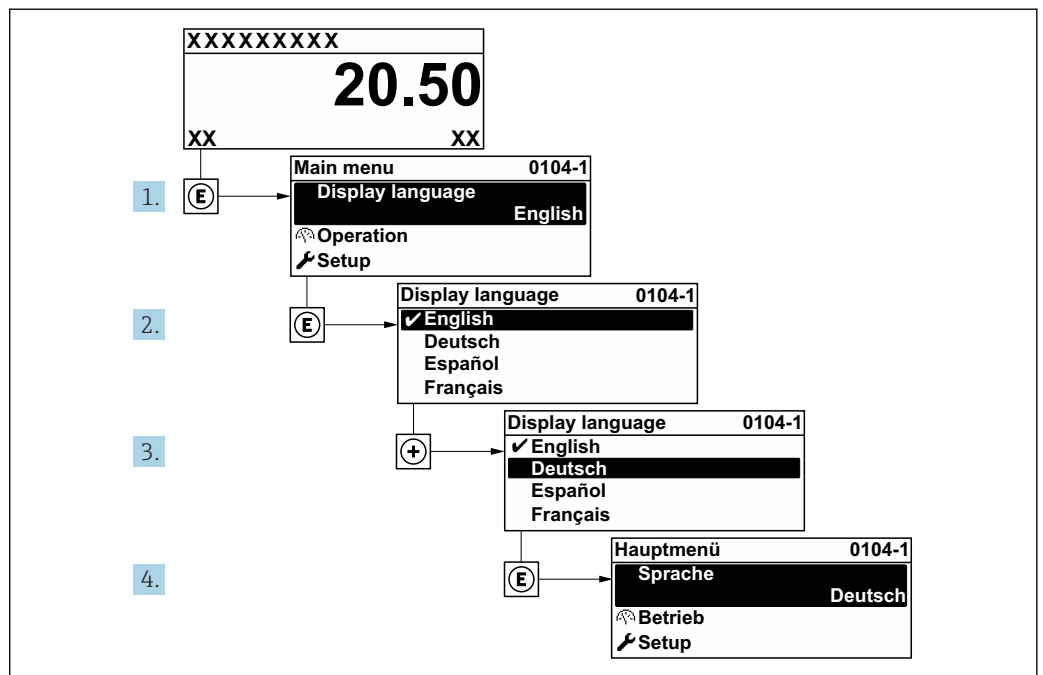 XXXXXXXXX
20.50
XX XX
1. E
Main menu 0104-1
Display language
English
Operation
Setup
2. E
Display language 0104-1
✔English
Deutsch
Español
Français
3. +
Display language 0104-1
✔English
Deutsch
Español
Français
4. E
Hauptmenü 0104-1
Sprache
Deutsch
Betrieb
Setup